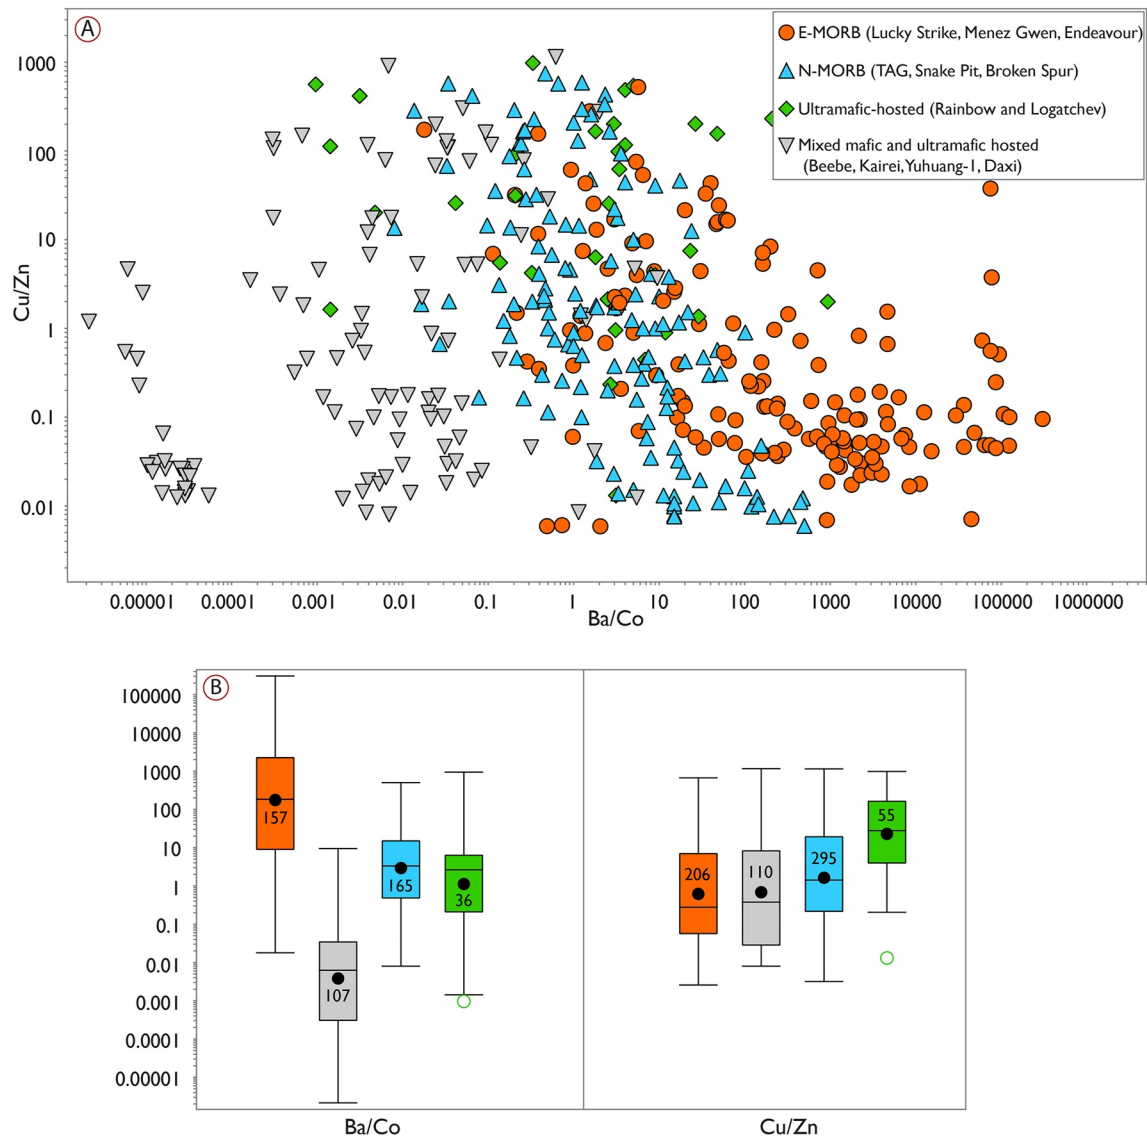 A
E-MORB (Lucky Strike, Menez Gwen, Endeavour)
N-MORB (TAG, Snake Pit, Broken Spur)
Ultramafic-hosted (Rainbow and Logatchev)
Mixed mafic and ultramafic hosted
(Beebe, Kairei, Yuhuang-1, Daxi)
1000
100
10
1
0.1
0.01
Cu/Zn
0.00001 0.0001 0.001 0.01 0.1 1 10 100 1000 10000 100000 1000000
Ba/Co
B
100000
10000
1000
100
10
1
0.1
0.01
0.001
0.0001
0.00001
157
107
165
36
206
110
295
55
Ba/Co
Cu/Zn